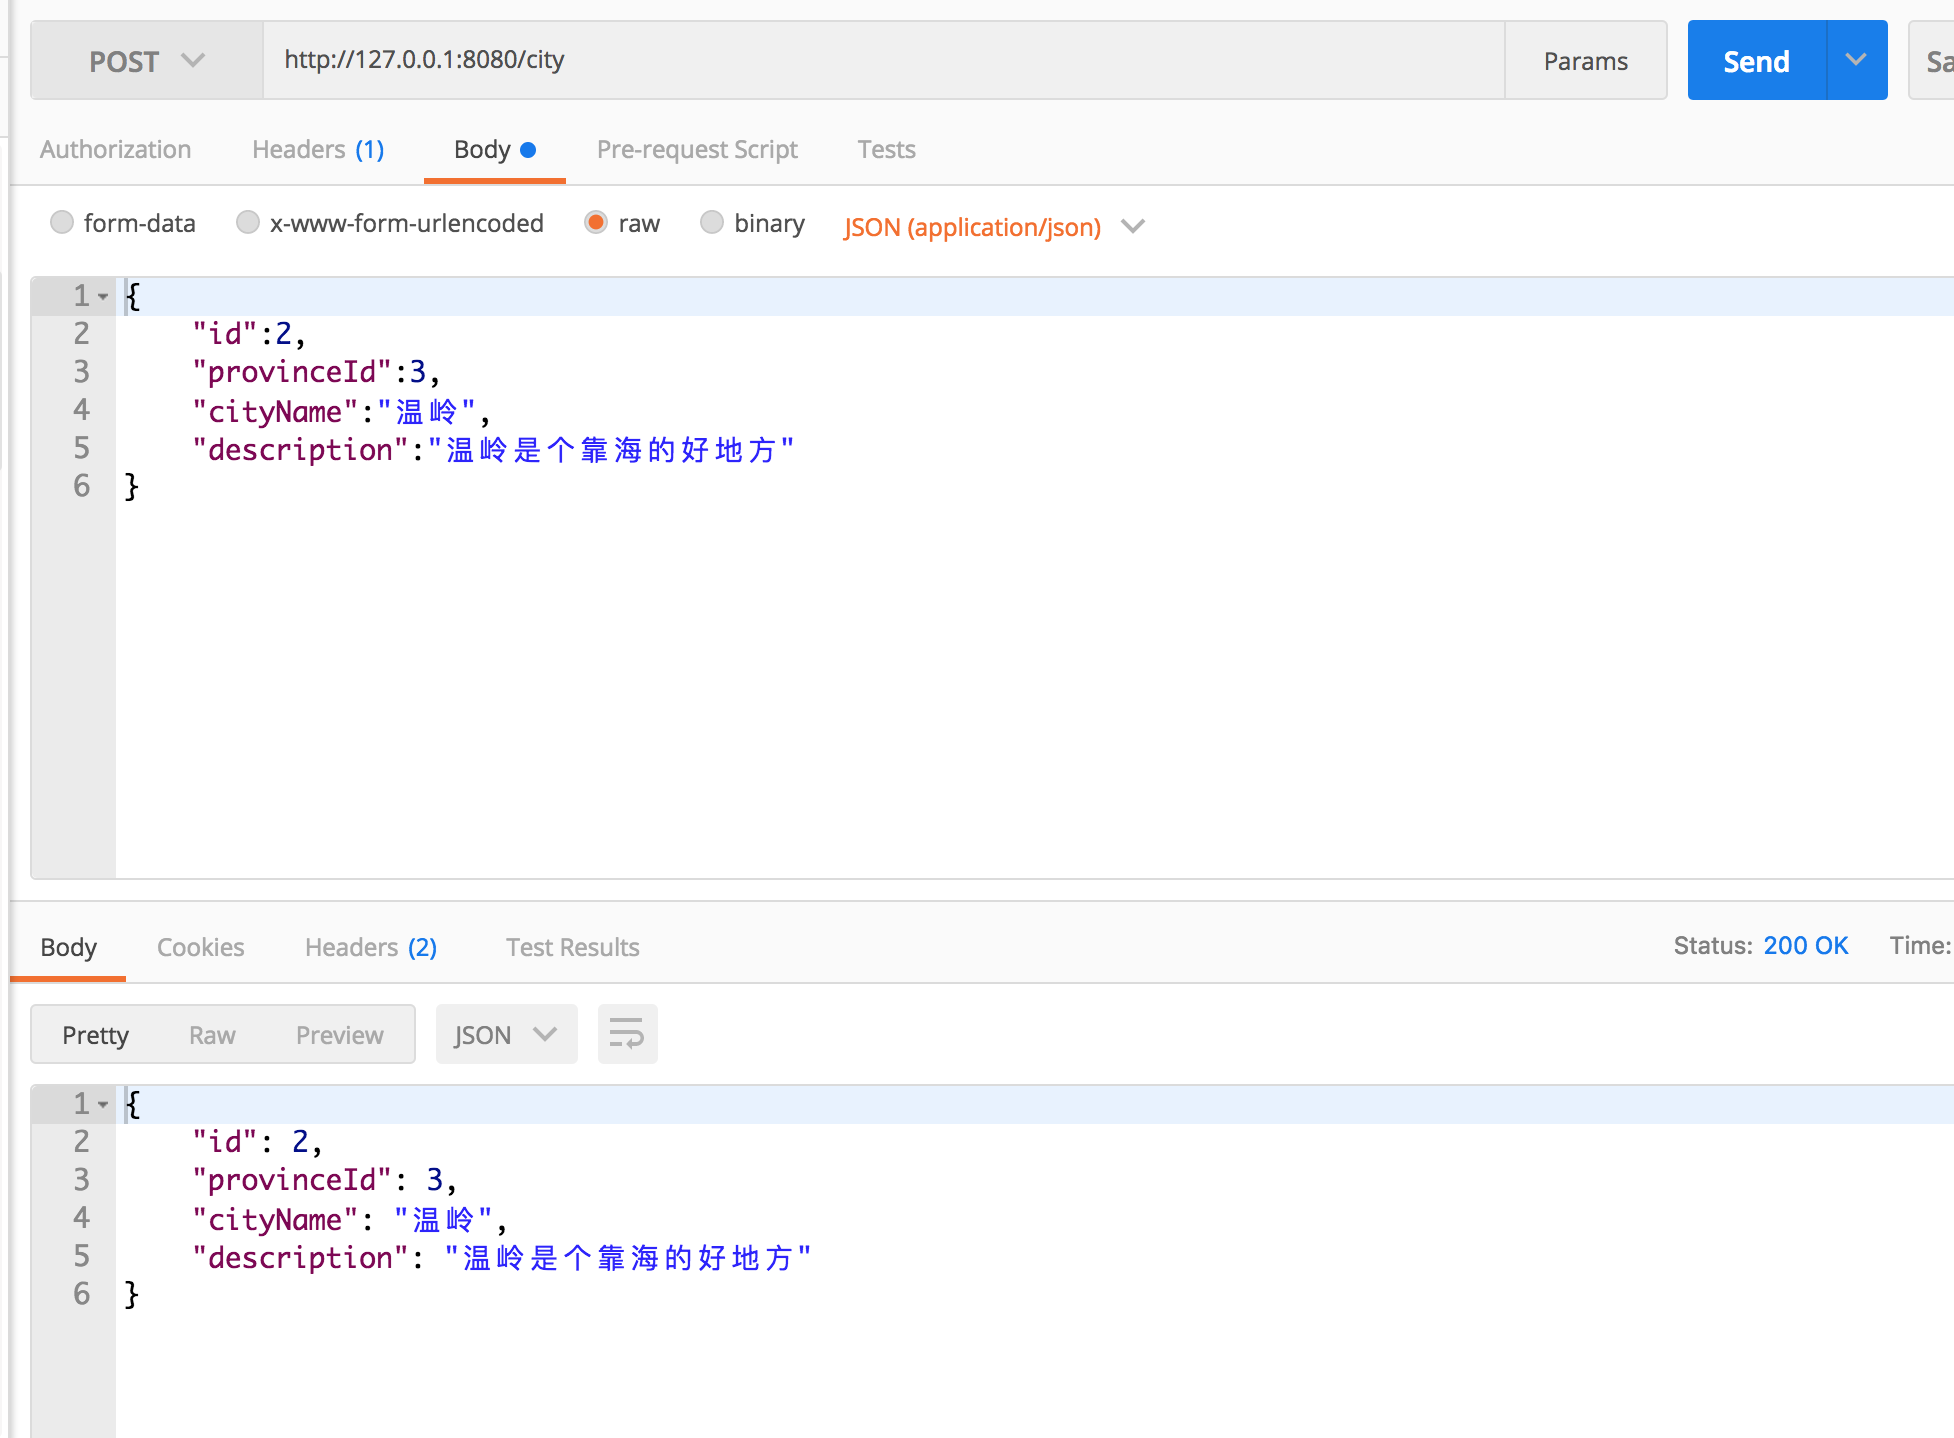 POST http://127.0.0.1:8080/city Params Send Sa
Authorization Headers (1) Body Pre-request Script Tests
form-data x-www-form-urlencoded raw binary JSON (application/json)
1 {
2 "id":2,
3 "provinceId":3,
4 "cityName":"温岭",
5 "description":"温岭是个靠海的好地方"
6 }
Body Cookies Headers (2) Test Results Status: 200 OK Time:
Pretty Raw Preview JSON
1 {
2 "id": 2,
3 "provinceId": 3,
4 "cityName": "温岭",
5 "description": "温岭是个靠海的好地方"
6 }